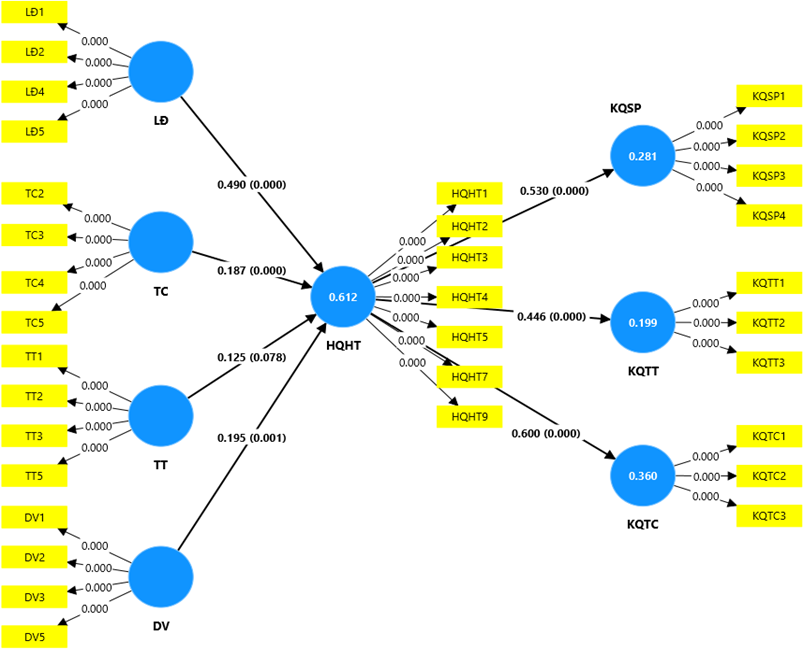 LĐ1
0.000
LĐ2
0.000
LĐ4
0.000
LĐ5
0.000
LĐ
0.490 (0.000)
TC2
0.000
TC3
0.000
TC4
0.000
TC5
0.000
TC
0.187 (0.000)
TT1
0.000
TT2
0.000
TT3
0.000
TT5
0.000
TT
0.125 (0.078)
DV1
0.000
DV2
0.000
DV3
0.000
DV5
0.000
DV
0.195 (0.001)
0.612
HQHT
HQHT1
0.000
HQHT2
0.000
HQHT3
0.000
HQHT4
0.000
HQHT5
0.000
HQHT7
0.000
HQHT9
0.000
0.530 (0.000)
0.446 (0.000)
0.600 (0.000)
KQSP
0.281
KQSP1
0.000
KQSP2
0.000
KQSP3
0.000
KQSP4
0.000
0.199
KQTT
KQTT1
0.000
KQTT2
0.000
KQTT3
0.000
0.360
KQTC
KQTC1
0.000
KQTC2
0.000
KQTC3
0.000